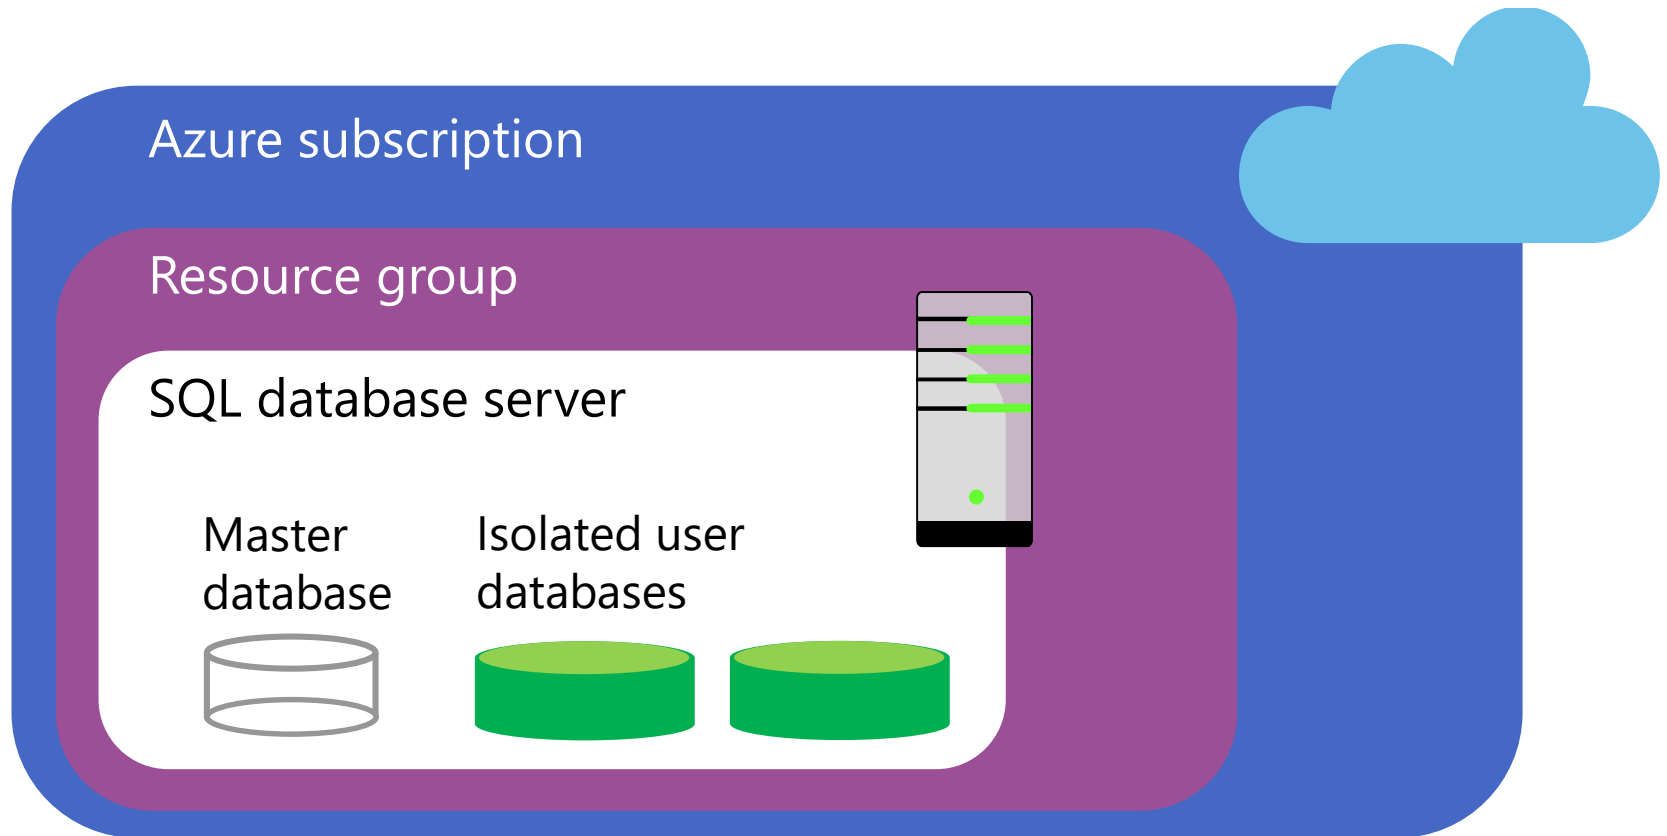 Azure subscription
Resource group
SQL database server
Master
database
Isolated user
databases